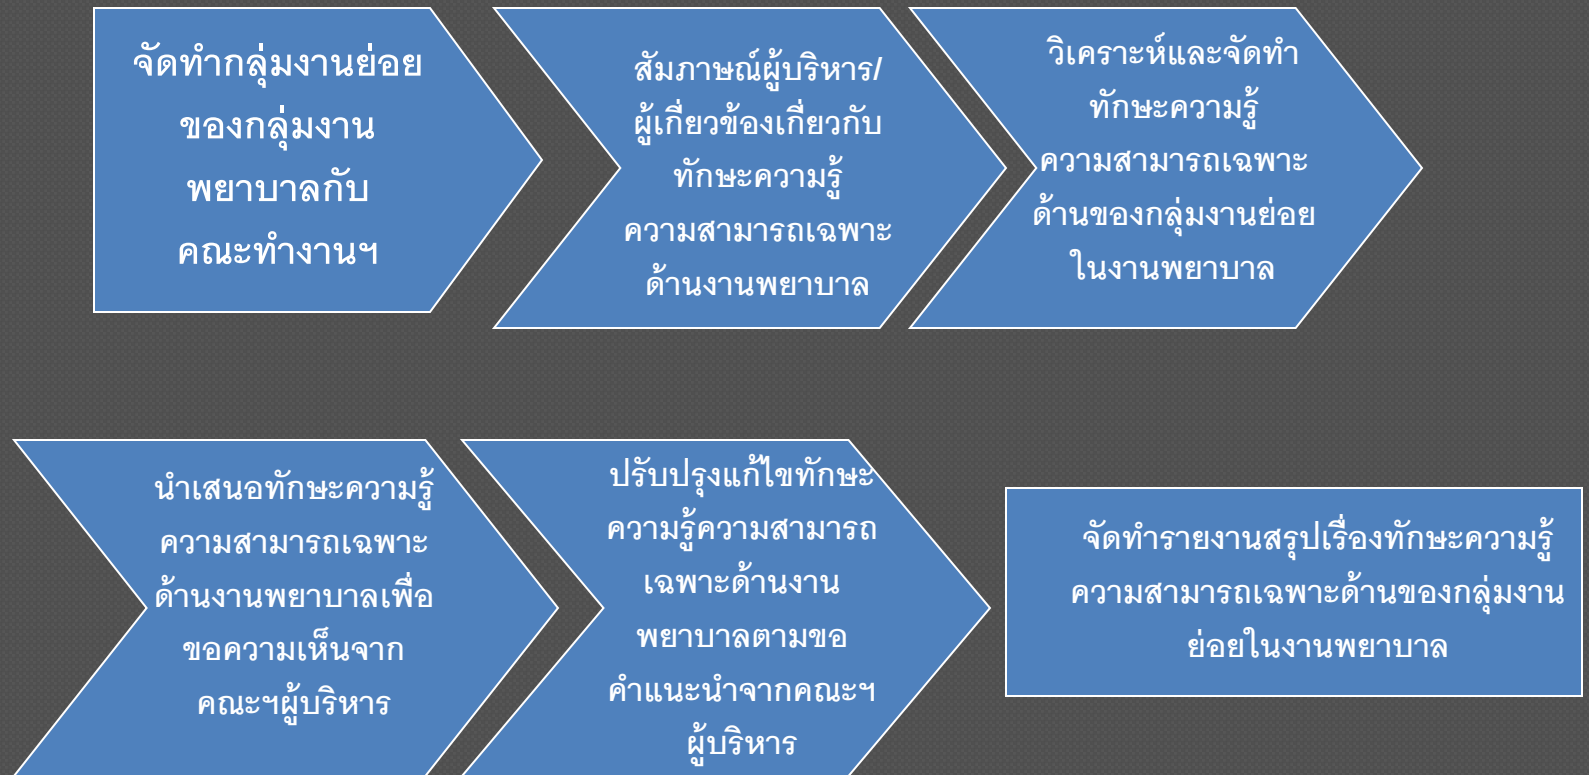 จัดทำกลุ่มงานย่อย
ของกลุ่มงาน
พยาบาลกับ
คณะทำงานฯ
สัมภาษณ์ผู้บริหาร/
ผู้เกี่ยวข้องเกี่ยวกับ
ทักษะความรู้
ความสามารถเฉพาะ
ด้านงานพยาบาล
วิเคราะห์และจัดทำ
ทักษะความรู้
ความสามารถเฉพาะ
ด้านของกลุ่มงานย่อย
ในงานพยาบาล
นำเสนอทักษะความรู้
ความสามารถเฉพาะ
ด้านงานพยาบาลเพื่อ
ขอความเห็นจาก
คณะฯผู้บริหาร
ปรับปรุงแก้ไขทักษะ
ความรู้ความสามารถ
เฉพาะด้านงาน
พยาบาลตามขอ
คำแนะนำจากคณะฯ
ผู้บริหาร
จัดทำรายงานสรุปเรื่องทักษะความรู้
ความสามารถเฉพาะด้านของกลุ่มงาน
ย่อยในงานพยาบาล